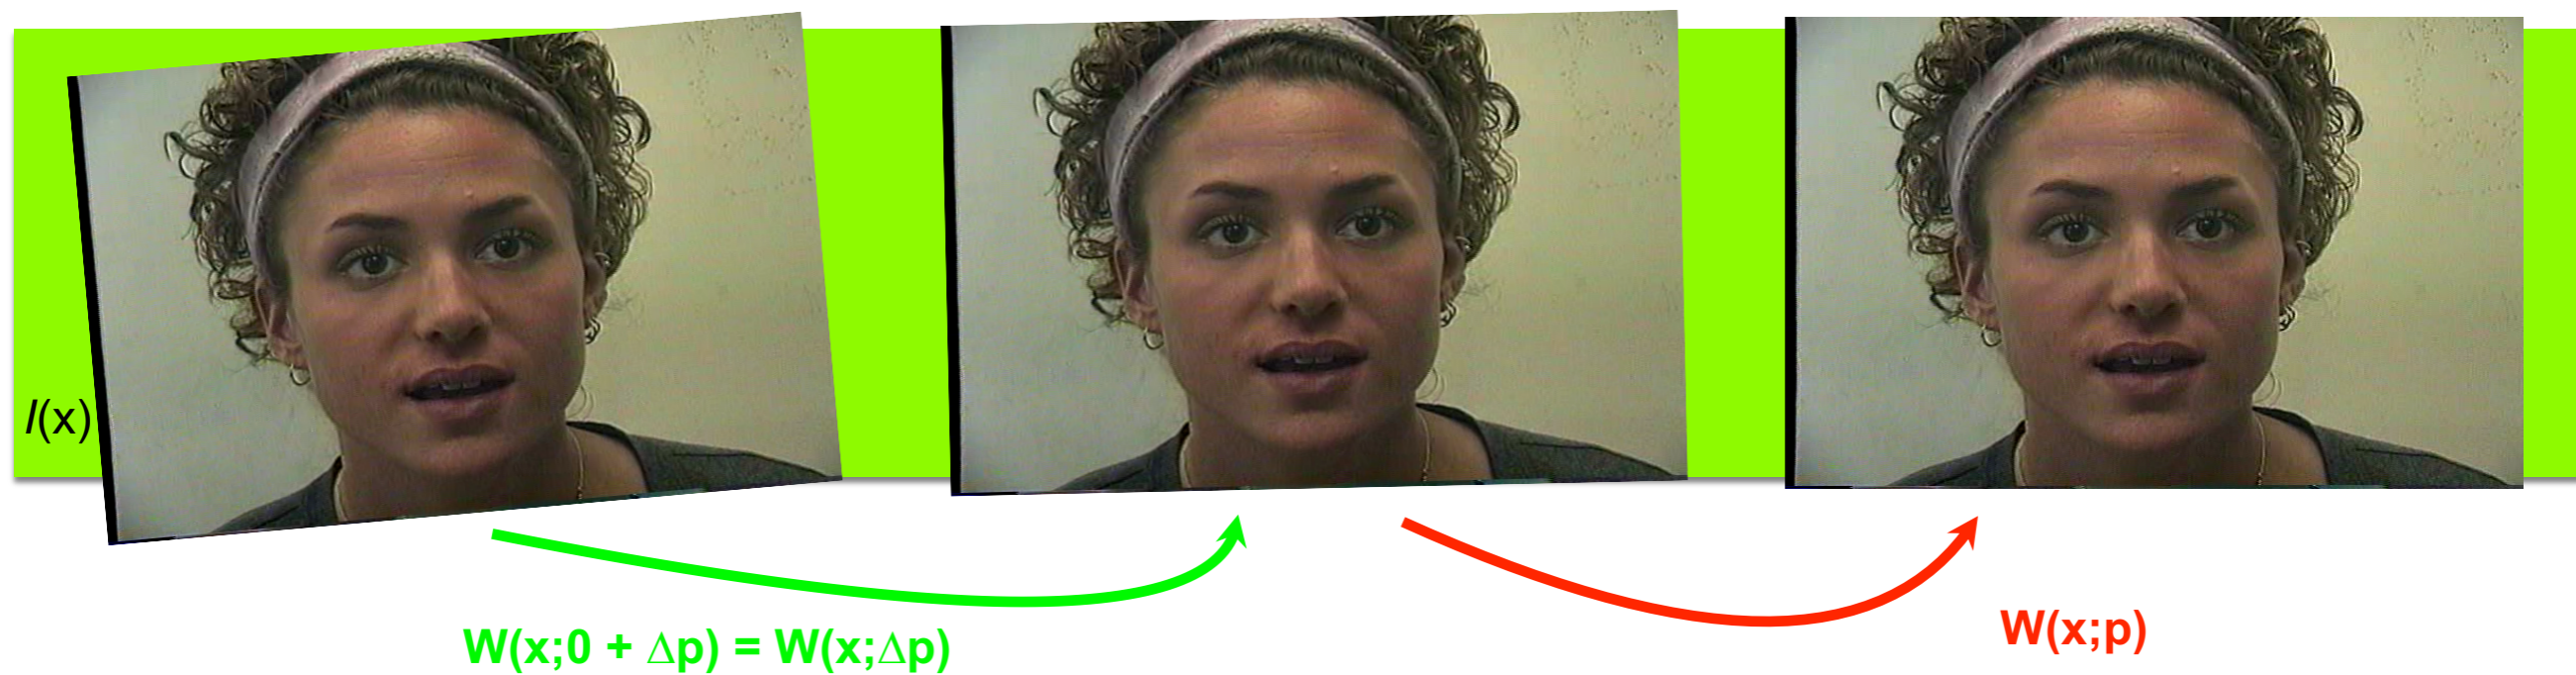 I(x)
W(x;0 + Δp) = W(x;Δp)
W(x;p)